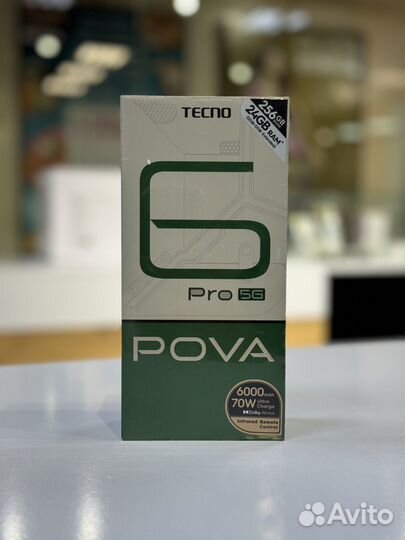 TECNO
256GB
24GB RAM*
6
Pro 5G
POVA
6000mAh
70W Ultra
Charge
Dolby Atmos
Infrared Remote
Control
Avito